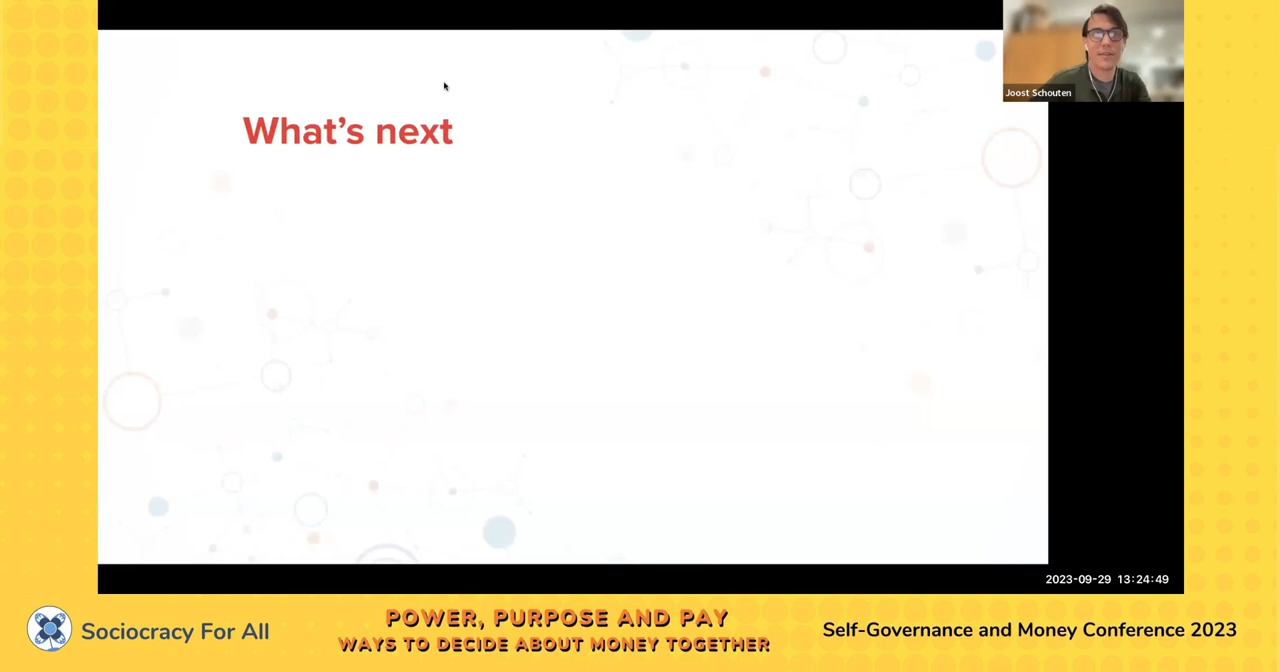 What's next
Joost Schouten
2023-09-29 13:24:49
Sociocracy For All
POWER, PURPOSE AND PAY
WAYS TO DECIDE ABOUT MONEY TOGETHER
Self-Governance and Money Conference 2023